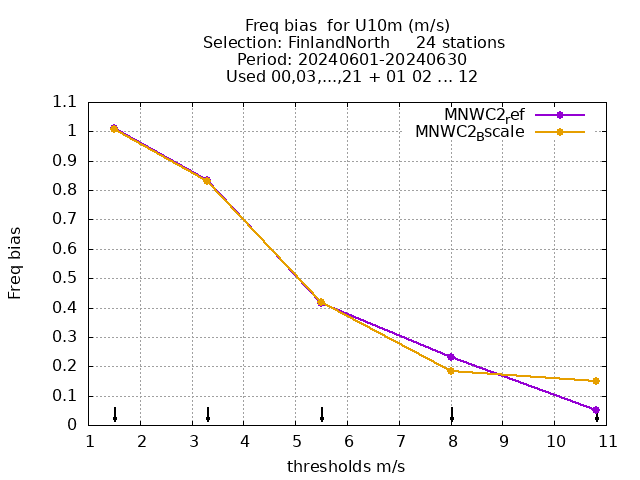 Freq bias  for U10m (m/s)
Selection: FinlandNorth     24 stations
Period: 20240601-20240630
Used 00,03,...,21 + 01 02 ... 12
MNWC2ref
MNWC2Bscale
1.1
1
0.9
0.8
0.7
0.6
0.5
0.4
0.3
0.2
0.1
0
Freq bias
1 2 3 4 5 6 7 8 9 10 11
thresholds m/s